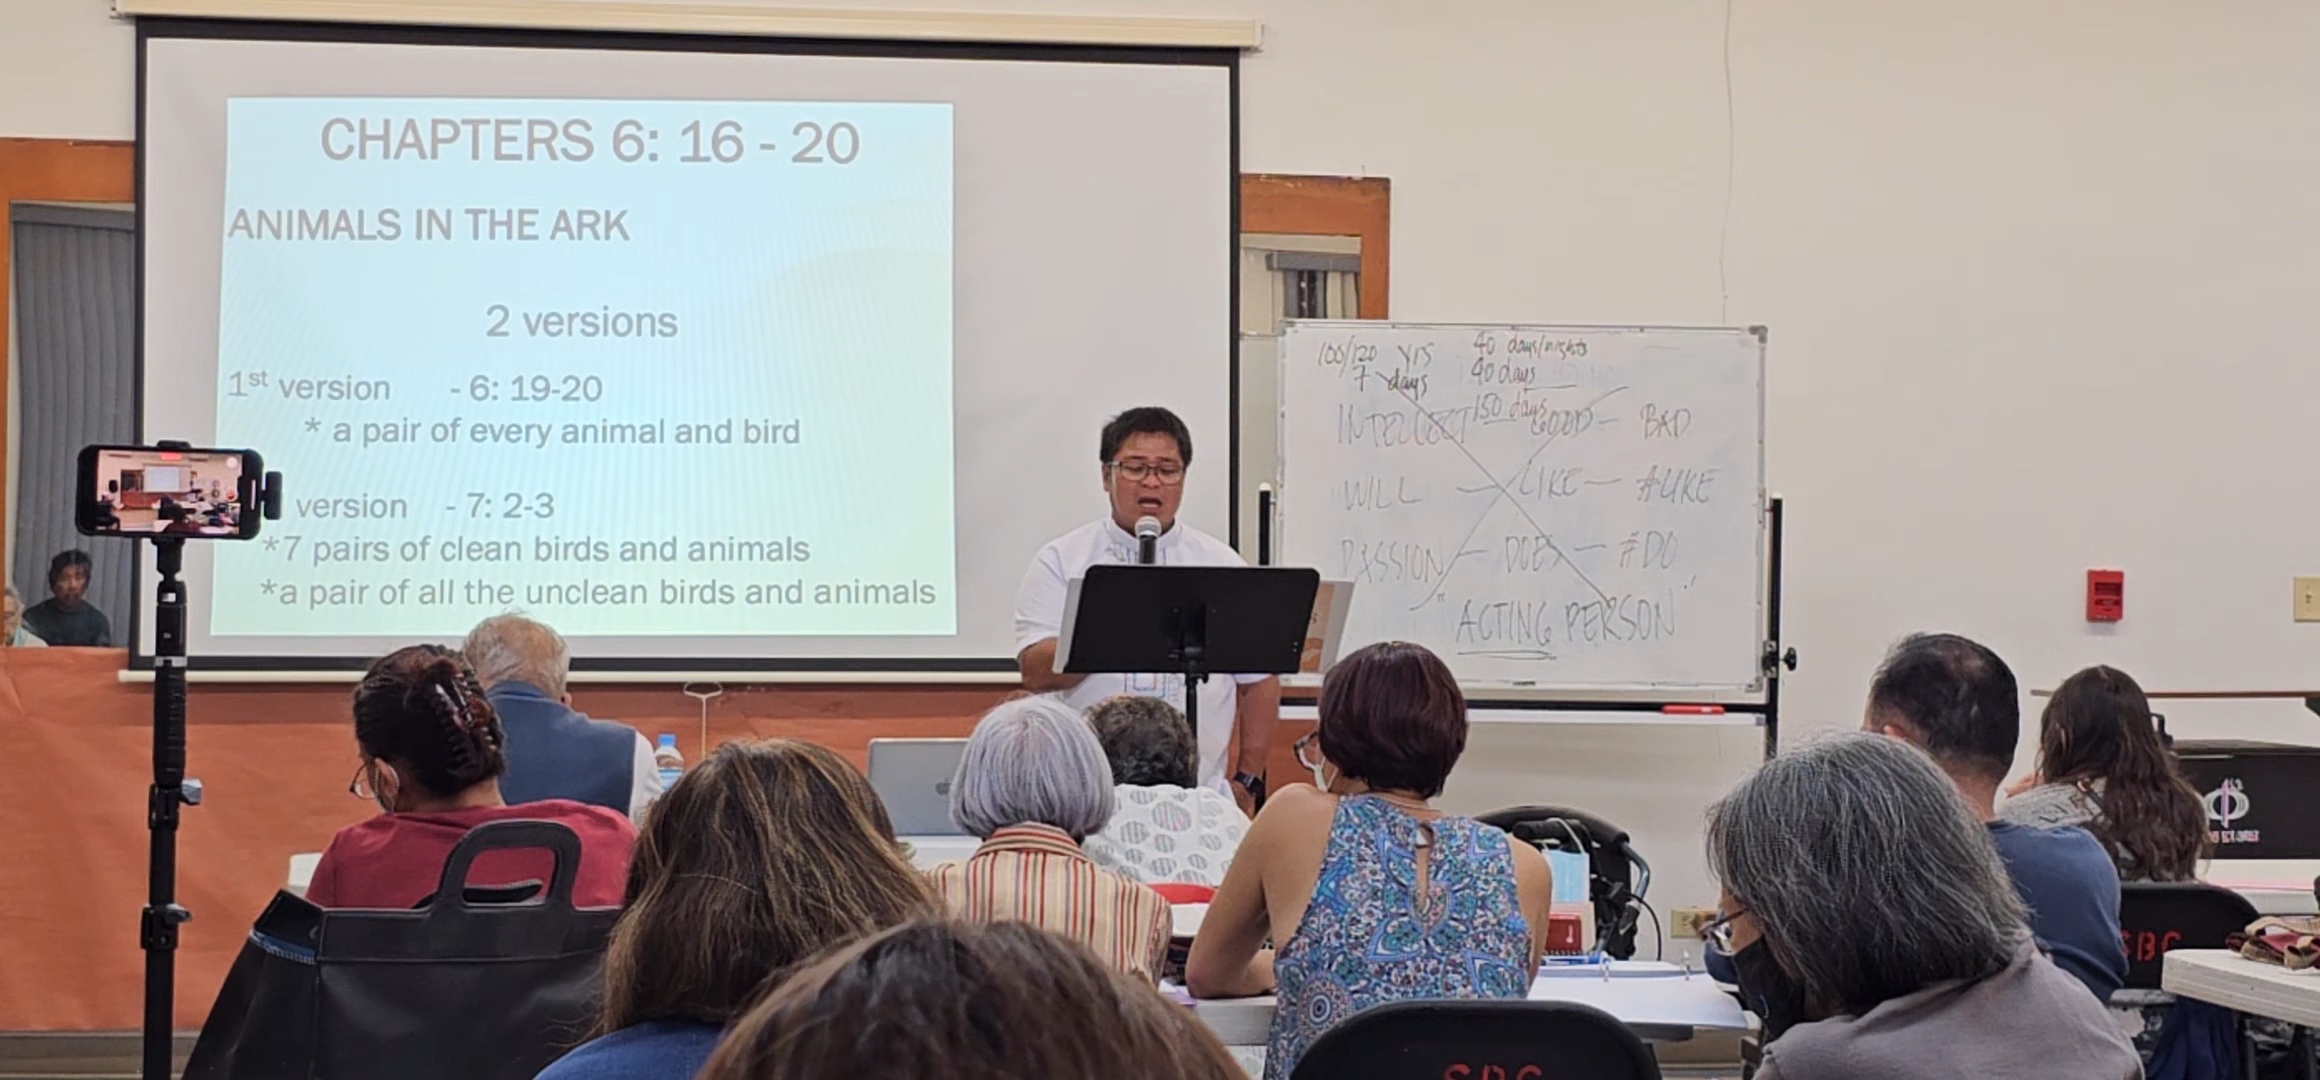 CHAPTERS 6: 16 - 20
ANIMALS IN THE ARK
2 versions
1st version - 6: 19-20
* a pair of every animal and bird
version - 7: 2-3
*7 pairs of clean birds and animals
*a pair of all the unclean birds and animals
100/120 yrs 40 days/nights
7 days 40 days
150 days
INTELLECT GOOD - BAD
WILL - LIKE - ALIKE
PASSION - DOES - ≠DO
"ACTING PERSON"
SBC
SBC